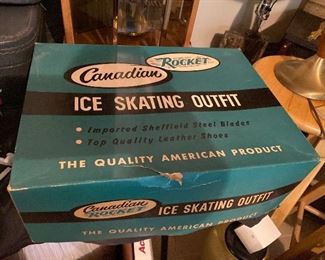 Canadian ROCKET
ICE SKATING OUTFIT
• Imported Sheffield Steel Blades
• Top Quality Leather Shoes
THE QUALITY AMERICAN PRODUCT
Canadian
ROCKET
ICE SKATING OUTFIT
THE QUALITY AMERICAN PRODUCT